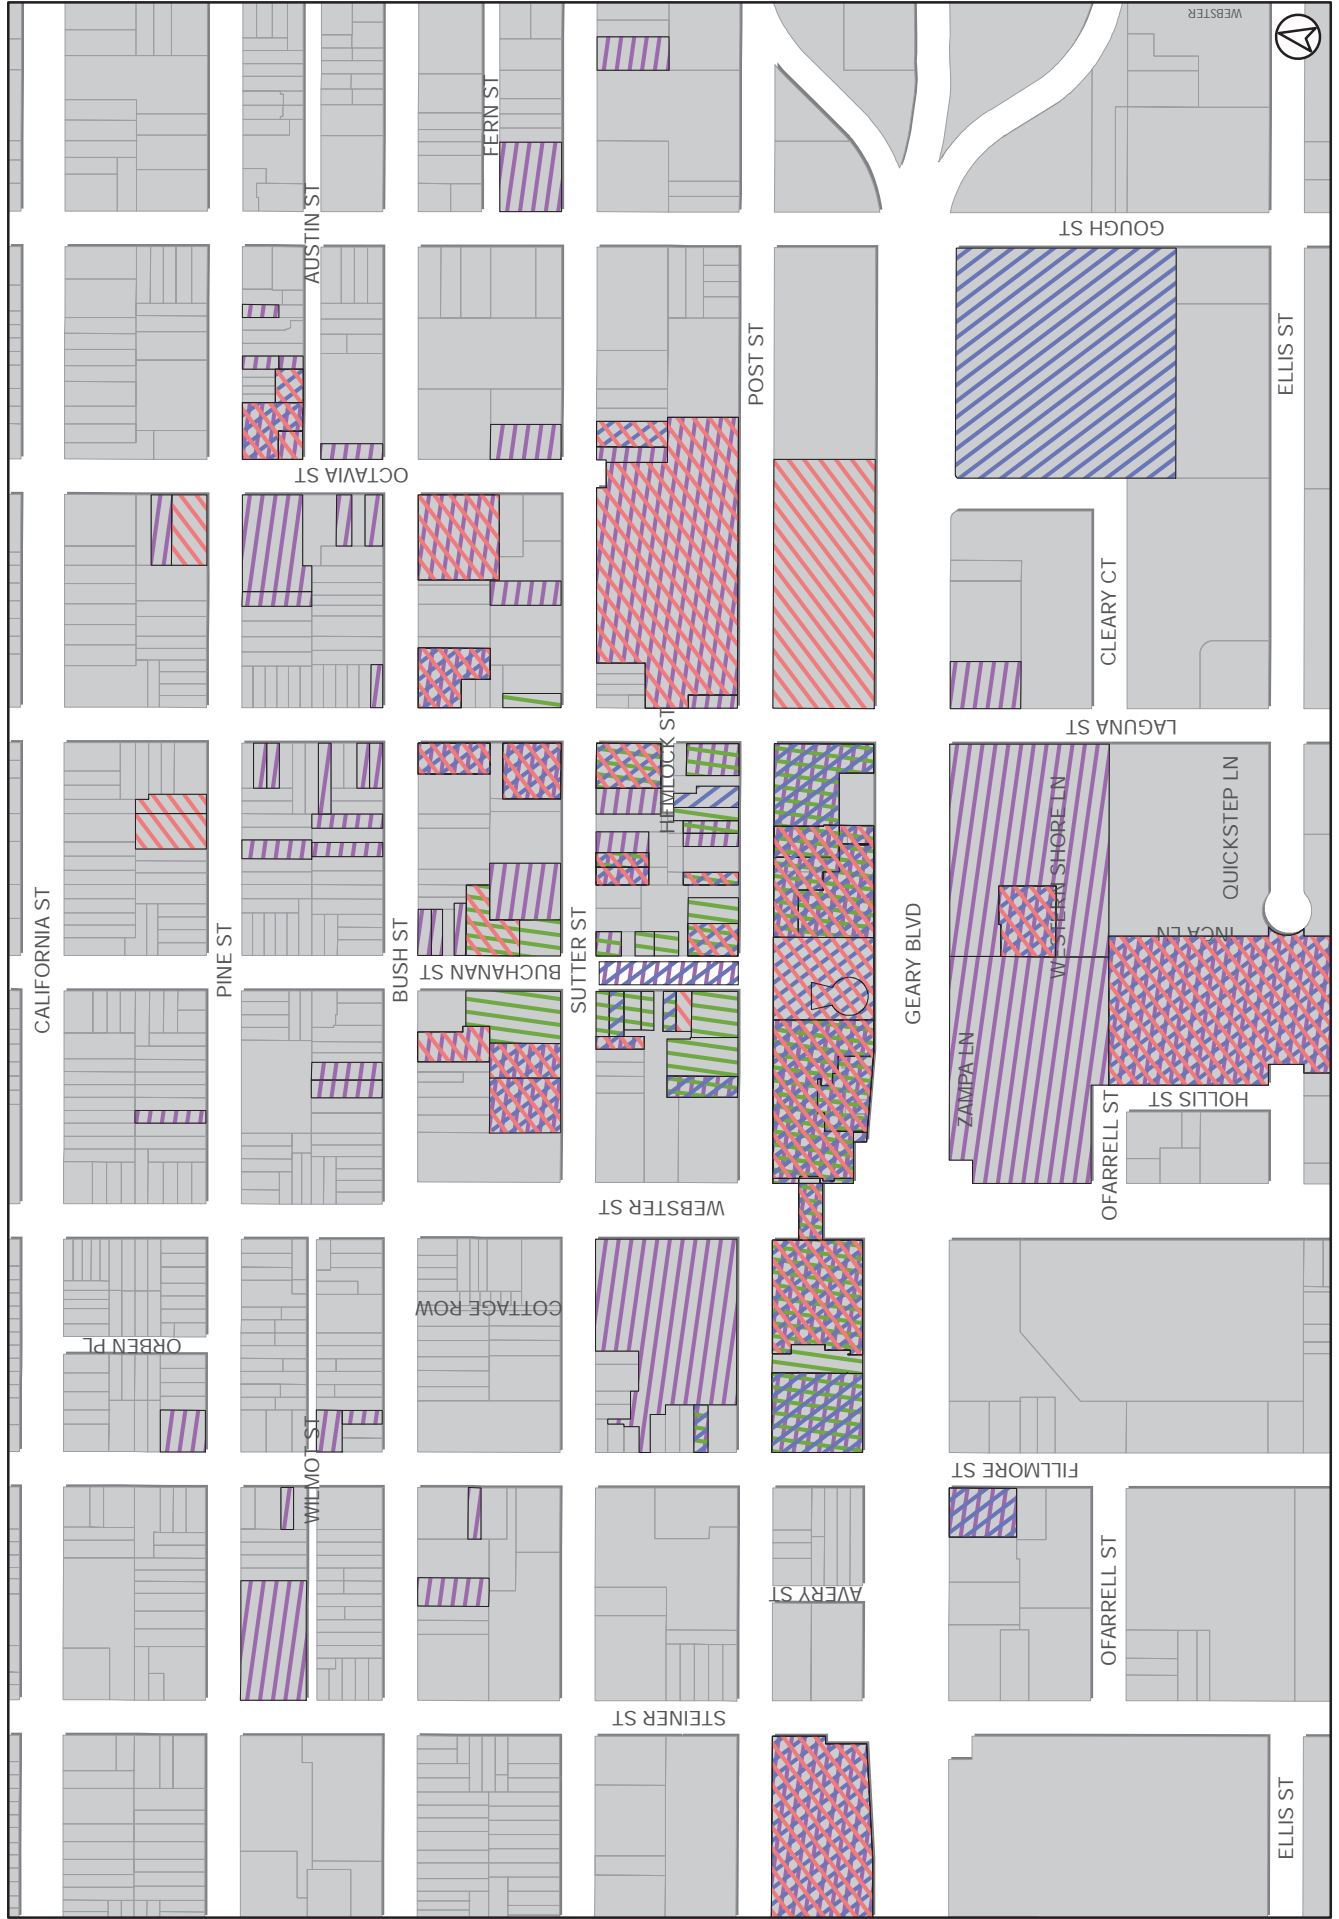 WEBSTER
FERN ST
AUSTIN ST
GOUGH ST
POST ST
ELLIS ST
OCTAVIA ST
CLEARY CT
LAGUNA ST
HEMLOCK ST
WESTERN SHORE LN
QUICKSTEP LN
CALIFORNIA ST
PINE ST
BUSH ST
SUTTER ST
GEARY BLVD
INCA LN
BUCHANAN ST
ZAMPA LN
HOLLIS ST
OFARRELL ST
WEBSTER ST
COTTAGE ROW
ORBEN PL
WILMOT ST
FILLMORE ST
AVERY ST
OFARRELL ST
STEINER ST
ELLIS ST